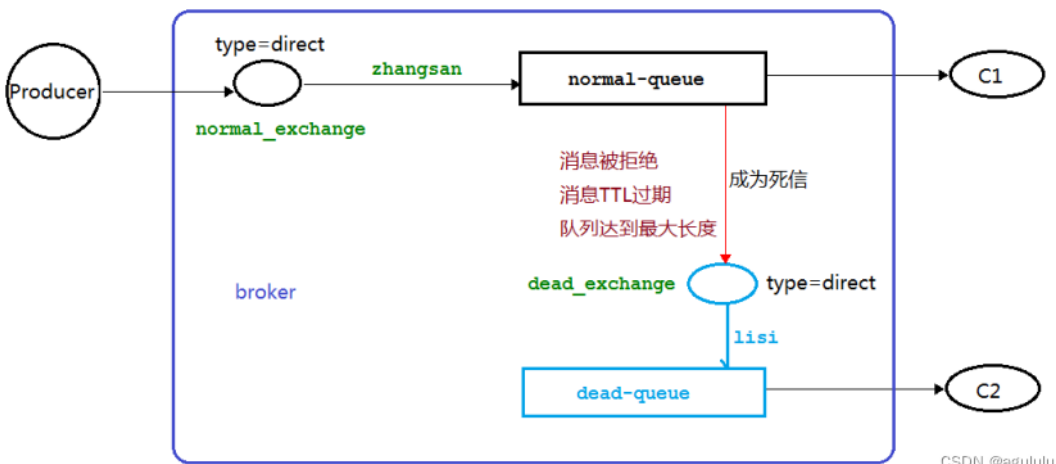 type=direct
zhangsan
Producer
normal-queue
C1
normal_exchange
消息被拒绝
消息TTL过期
成为死信
队列达到最大长度
broker
dead_exchange
type=direct
lisi
dead-queue
C2
CSDN @agululu